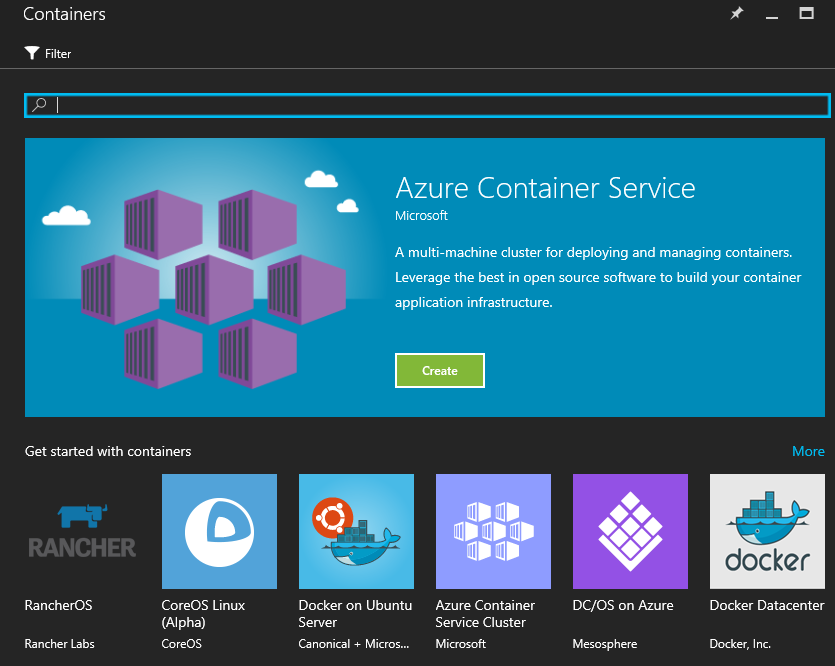 Containers
Filter
Azure Container Service
Microsoft
A multi-machine cluster for deploying and managing containers.
Leverage the best in open source software to build your container
application infrastructure.
Create
Get started with containers
More
RANCHER
docker
RancherOS
CoreOS Linux
(Alpha)
Docker on Ubuntu
Server
Azure Container
Service Cluster
DC/OS on Azure
Docker Datacenter
Rancher Labs
CoreOS
Canonical + Micros...
Microsoft
Mesosphere
Docker, Inc.